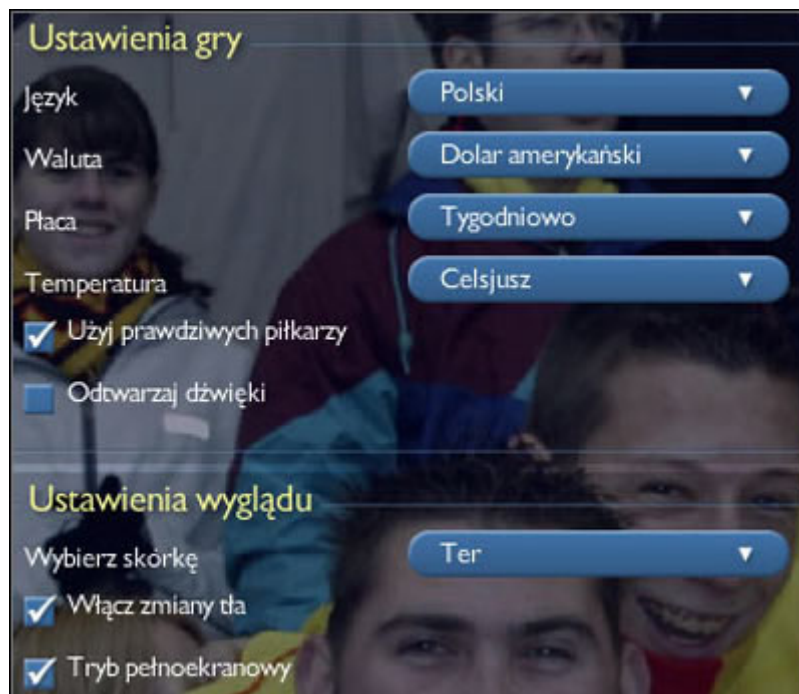 Ustawienia gry
Język Polski
Waluta Dolar amerykański
Płaca Tygodniowo
Temperatura Celsjusz
Użyj prawdziwych piłkarzy
Odtwarzaj dźwięki
Ustawienia wyglądu
Wybierz skórkę Ter
Włącz zmiany tła
Tryb pełnoekranowy